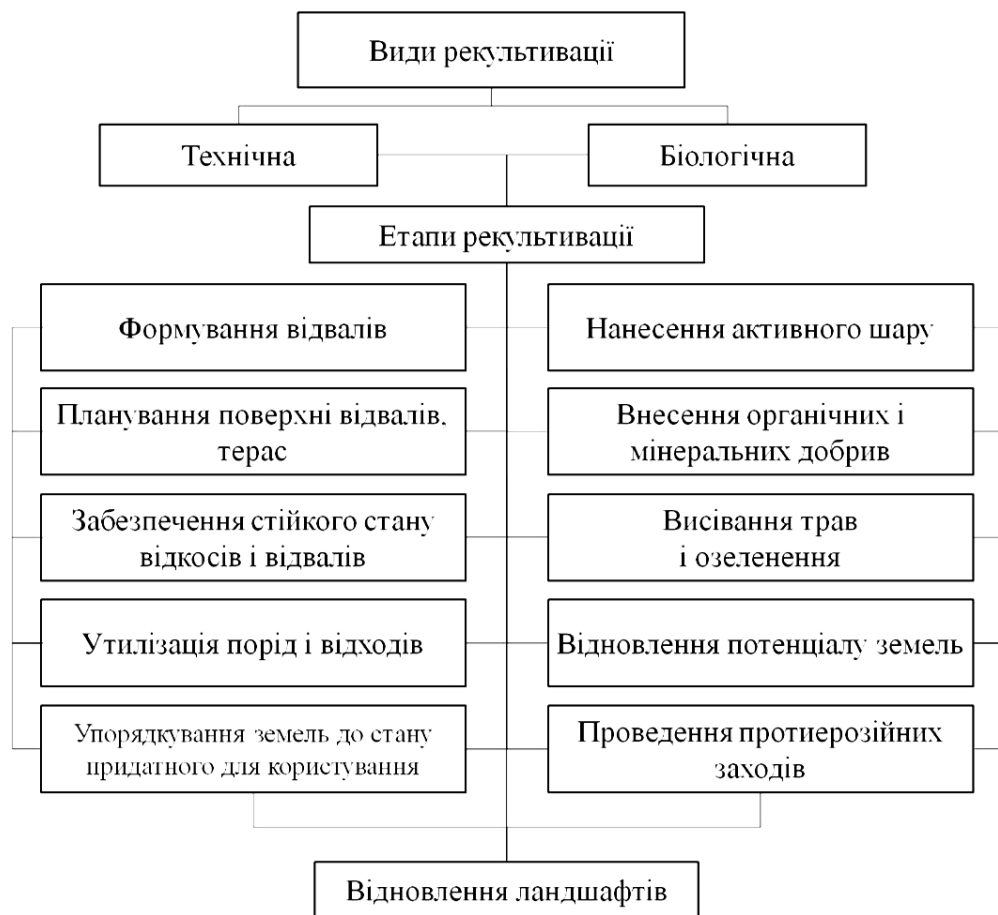 Види рекультивації
Технічна
Біологічна
Етапи рекультивації
Формування відвалів
Нанесення активного шару
Планування поверхні відвалів,
терас
Внесення органічних і
мінеральних добрив
Забезпечення стійкого стану
відкосів і відвалів
Висівання трав
і озеленення
Утилізація порід і відходів
Відновлення потенціалу земель
Упорядкування земель до стану
придатного для користування
Проведення протиерозійних
заходів
Відновлення ландшафтів